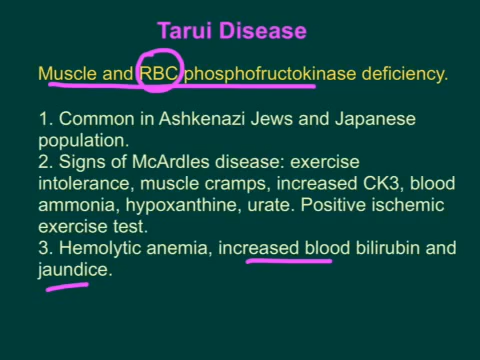 Tarui Disease
Muscle and RBC phosphofructokinase deficiency.
1. Common in Ashkenazi Jews and Japanese
population.
2. Signs of McArdles disease: exercise
intolerance, muscle cramps, increased CK3, blood
ammonia, hypoxanthine, urate. Positive ischemic
exercise test.
3. Hemolytic anemia, increased blood bilirubin and
jaundice.